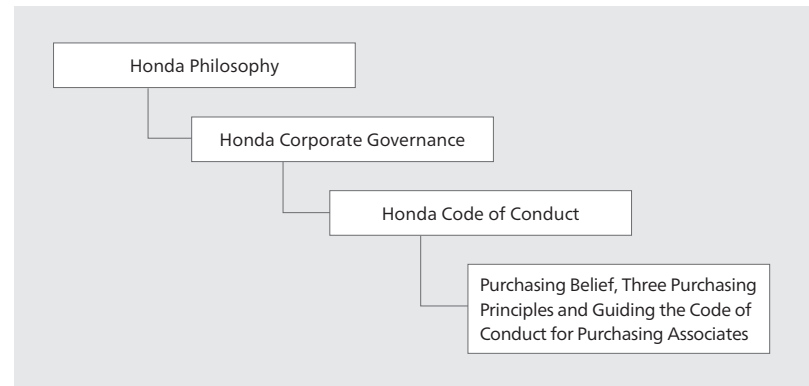 Honda Philosophy
Honda Corporate Governance
Honda Code of Conduct
Purchasing Belief, Three Purchasing
Principles and Guiding the Code of
Conduct for Purchasing Associates